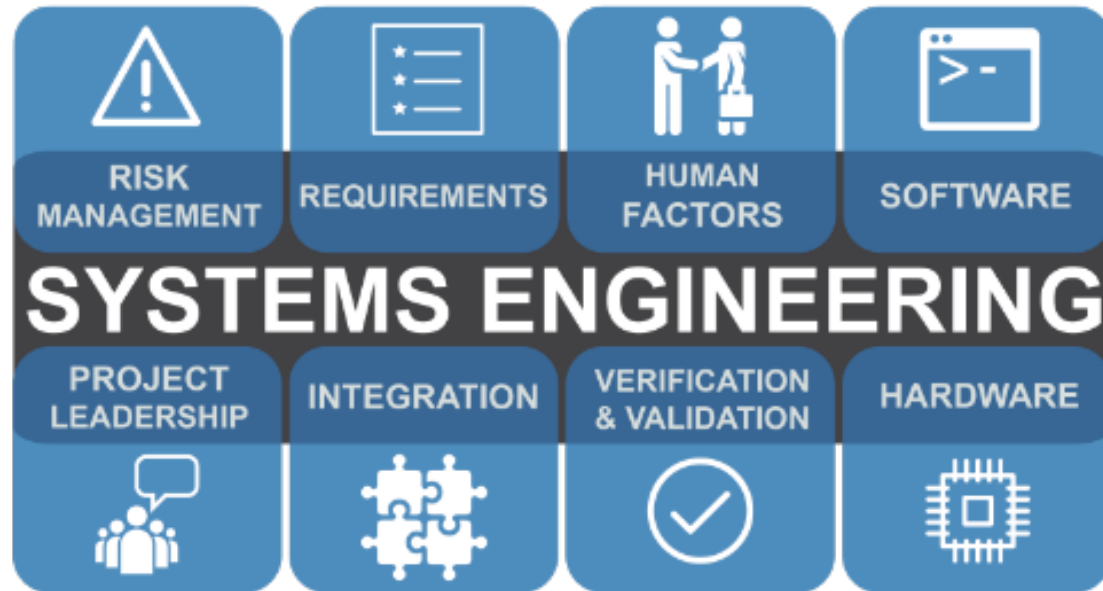 RISK
MANAGEMENT
REQUIREMENTS
HUMAN
FACTORS
SOFTWARE
>-
SYSTEMS ENGINEERING
PROJECT
LEADERSHIP
INTEGRATION
VERIFICATION
& VALIDATION
HARDWARE